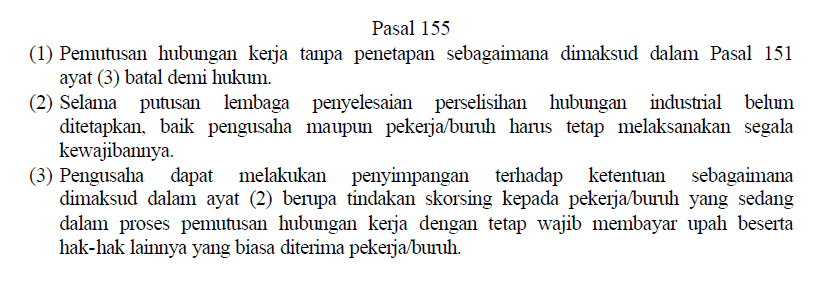 Pasal 155
(1) Pemutusan hubungan kerja tanpa penetapan sebagaimana dimaksud dalam Pasal 151
ayat (3) batal demi hukum.
(2) Selama putusan lembaga penyelesaian perselisihan hubungan industrial belum
ditetapkan, baik pengusaha maupun pekerja/buruh harus tetap melaksanakan segala
kewajibannya.
(3) Pengusaha dapat melakukan penyimpangan terhadap ketentuan sebagaimana
dimaksud dalam ayat (2) berupa tindakan skorsing kepada pekerja/buruh yang sedang
dalam proses pemutusan hubungan kerja dengan tetap wajib membayar upah beserta
hak-hak lainnya yang biasa diterima pekerja/buruh.